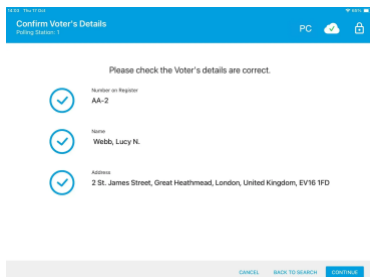 Thu 17 Oct
Confirm Voter's Details
Polling Station: 1
PC
Please check the Voter's details are correct.
Number on Register
AA-2
Name
Webb, Lucy N.
Address
2 St. James Street, Great Heathmead, London, United Kingdom, EV16 1FD
CANCEL BACK TO SEARCH CONTINUE